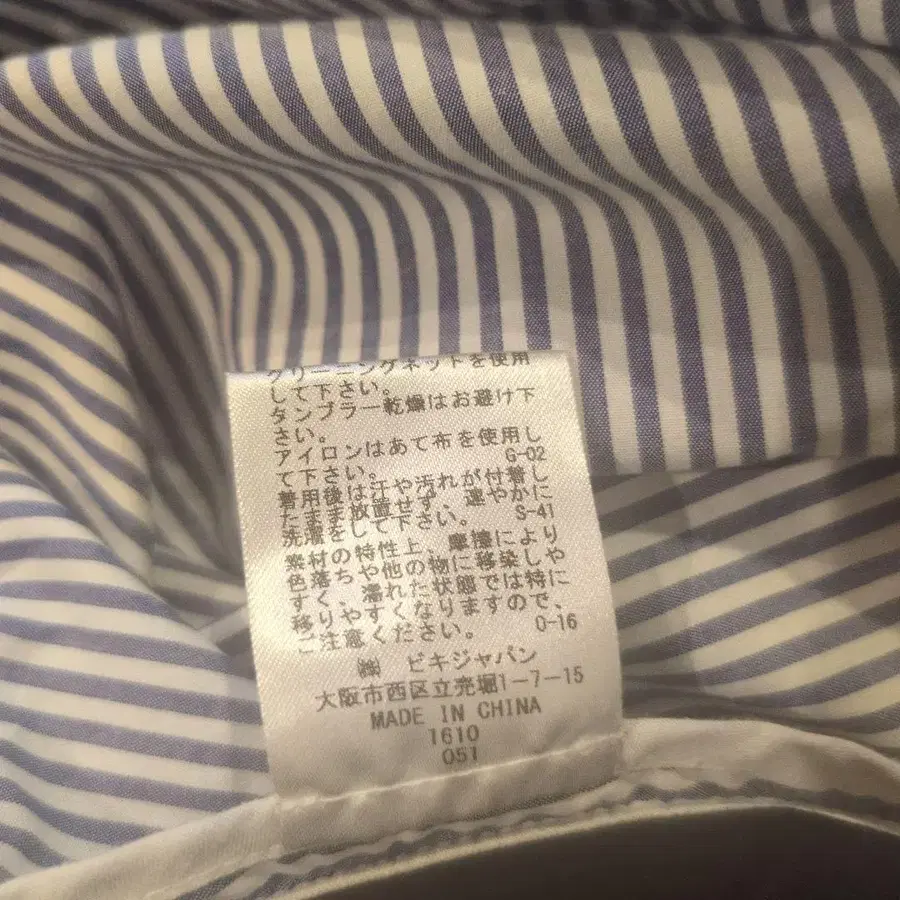 クリーニングネットを使用
して下さい。
タンブラー乾燥はお避け下
さい。
アイロンはあて布を使用し
て下さい。 G-02
着用後は汗や汚れが付着し
たまま放置せず、速やかに
洗濯をして下さい。 S-41
素材の特性上、摩擦により
色落ちや他の物に移染しや
すく、濡れた状態では特に
移りやすくなりますので、
ご注意ください。 O-16
㈱ ビキジャパン
大阪市西区立売堀1-7-15
MADE IN CHINA
1610
051